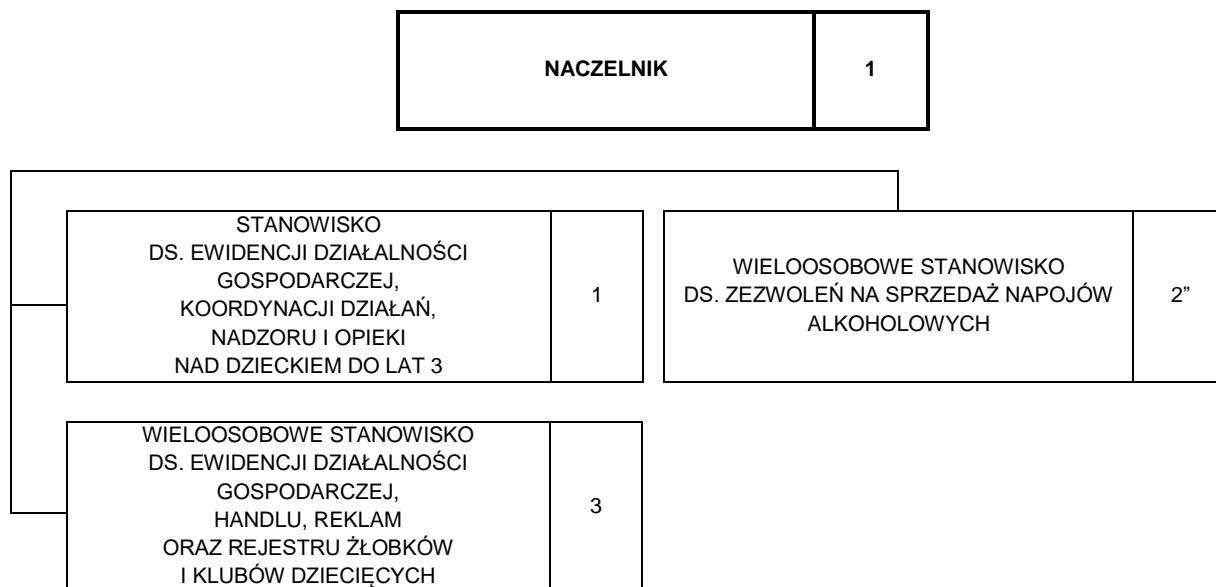 NACZELNIK 1
STANOWISKO
DS. EWIDENCJI DZIAŁALNOŚCI
GOSPODARCZEJ,
KOORDYNACJI DZIAŁAŃ,
NADZORU I OPIEKI
NAD DZIECKIEM DO LAT 3
1
WIELOOSOBOWE STANOWISKO
DS. ZEZWOLEŃ NA SPRZEDAŻ NAPOJÓW
ALKOHOLOWYCH
2”
WIELOOSOBOWE STANOWISKO
DS. EWIDENCJI DZIAŁALNOŚCI
GOSPODARCZEJ,
HANDLU, REKLAM
ORAZ REJESTRU ŻŁOBKÓW
I KLUBÓW DZIECIĘCYCH
3